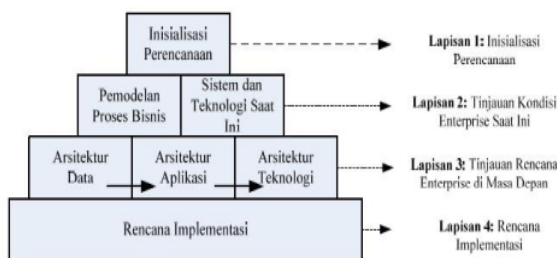 Inisialisasi
Perencanaan
Lapisan 1: Inisialisasi
Perencanaan
Pemodelan
Proses Bisnis
Sistem dan
Teknologi Saat
Ini
Lapisan 2: Tinjauan Kondisi
Enterprise Saat Ini
Arsitektur
Data
Arsitektur
Aplikasi
Arsitektur
Teknologi
Lapisan 3: Tinjauan Rencana
Enterprise di Masa Depan
Rencana Implementasi
Lapisan 4: Rencana
Implementasi